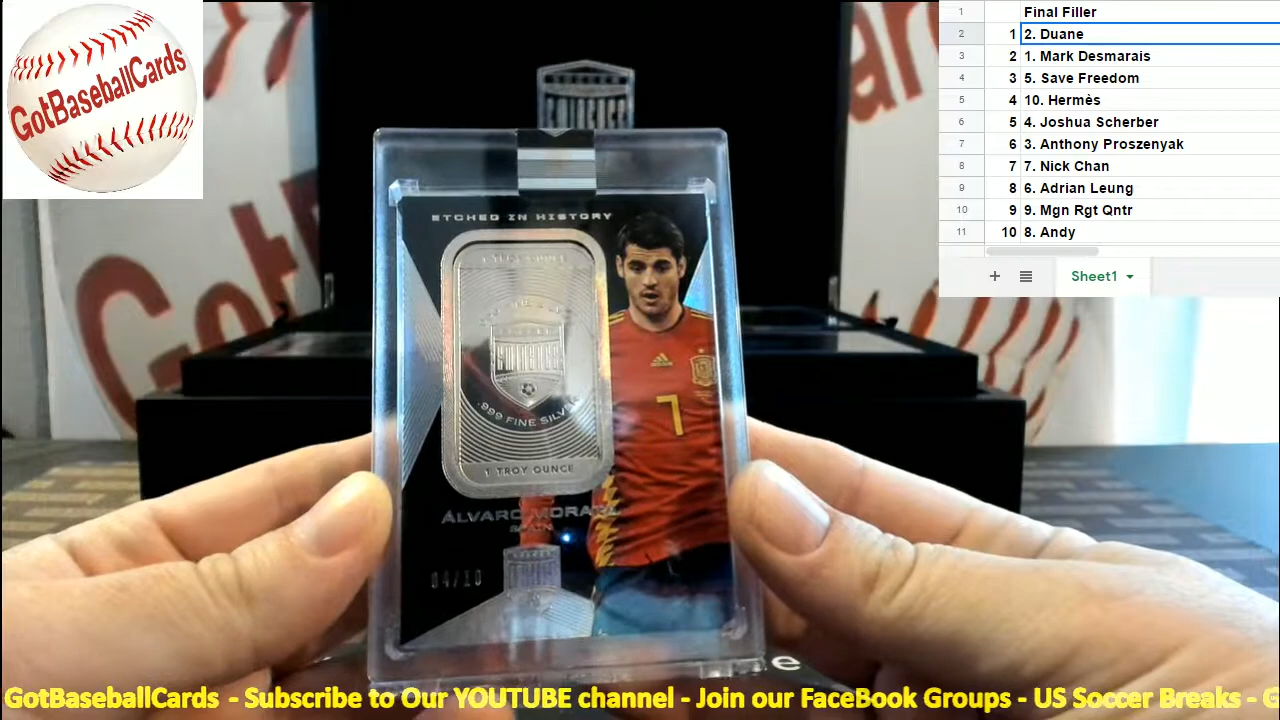 GotBaseballCards
1 Final Filler
2 1 2. Duane
3 2 1. Mark Desmarais
4 3 5. Save Freedom
5 4 10. Hermès
6 5 4. Joshua Scherber
7 6 3. Anthony Proszenyak
8 7 7. Nick Chan
9 8 6. Adrian Leung
10 9 9. Mgn Rgt Qntr
11 10 8. Andy
+ Sheet1
ETCHED IN HISTORY
EMINENCE
.999 FINE SILVER
1 TROY OUNCE
7
ÁLVARO MORATA
SPAIN
04/10
GotBaseballCards - Subscribe to Our YOUTUBE channel - Join our FaceBook Groups - US Soccer Breaks -